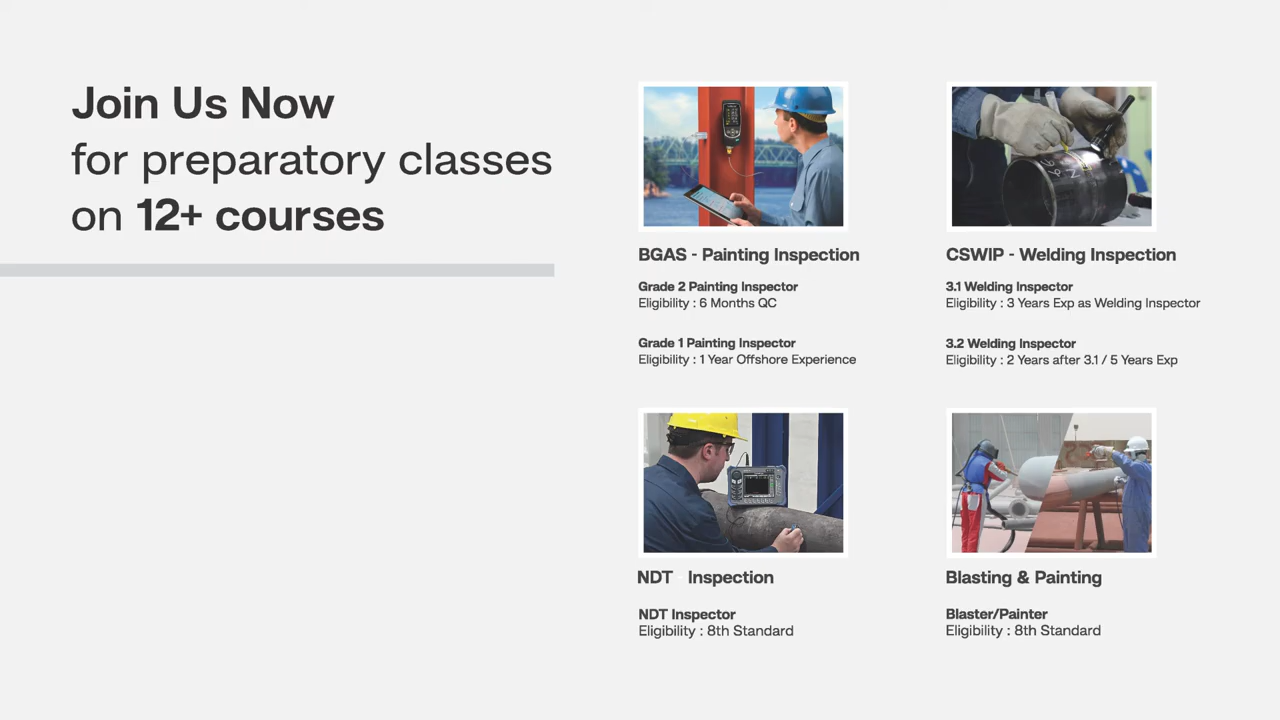 Join Us Now
for preparatory classes
on 12+ courses
BGAS - Painting Inspection
Grade 2 Painting Inspector
Eligibility : 6 Months QC
Grade 1 Painting Inspector
Eligibility : 1 Year Offshore Experience
CSWIP - Welding Inspection
3.1 Welding Inspector
Eligibility : 3 Years Exp as Welding Inspector
3.2 Welding Inspector
Eligibility : 2 Years after 3.1 / 5 Years Exp
NDT - Inspection
NDT Inspector
Eligibility : 8th Standard
Blasting & Painting
Blaster/Painter
Eligibility : 8th Standard